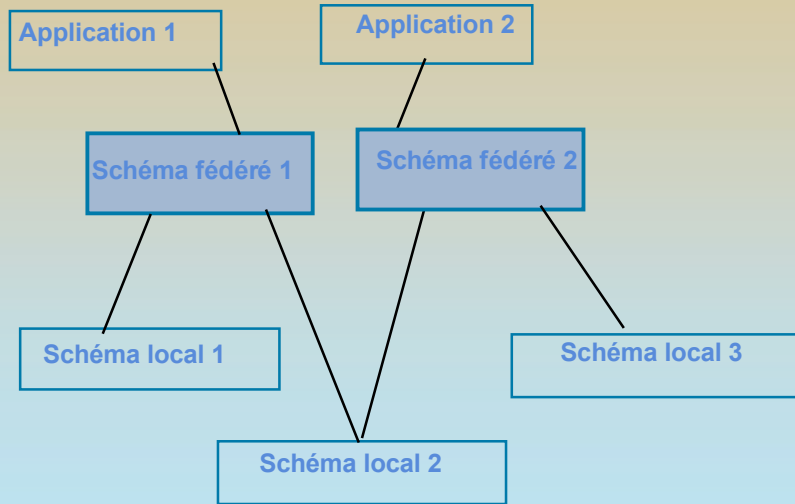 Application 1
Application 2
Schéma fédéré 1
Schéma fédéré 2
Schéma local 1
Schéma local 3
Schéma local 2